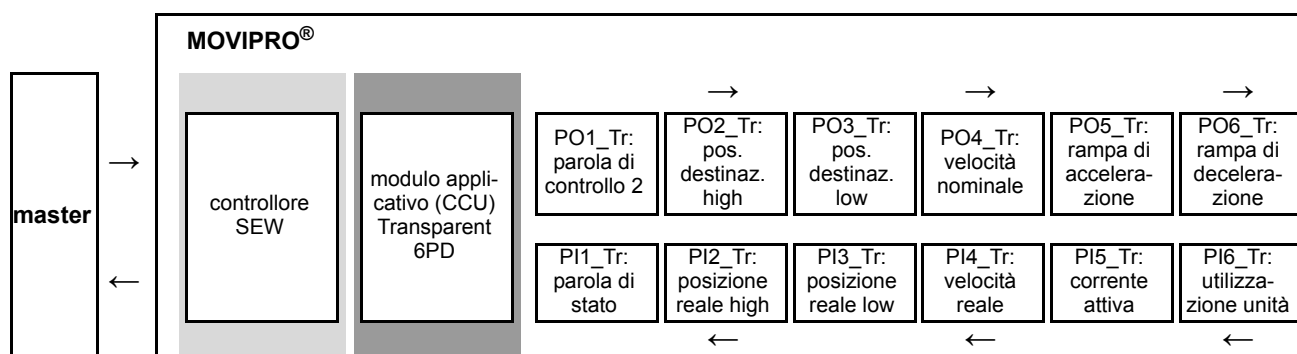 MOVIPRO®
master
→
←
controllore
SEW
modulo appli-
cativo (CCU)
Transparent
6PD
→ → →
PO1_Tr:
parola di
controllo 2
PO2_Tr:
pos.
destinaz.
high
PO3_Tr:
pos.
destinaz.
low
PO4_Tr:
velocità
nominale
PO5_Tr:
rampa di
accelera-
zione
PO6_Tr:
rampa di
decelera-
zione
PI1_Tr:
parola di
stato
PI2_Tr:
posizione
reale high
PI3_Tr:
posizione
reale low
PI4_Tr:
velocità
reale
PI5_Tr:
corrente
attiva
PI6_Tr:
utilizza-
zione unità
← ← ←